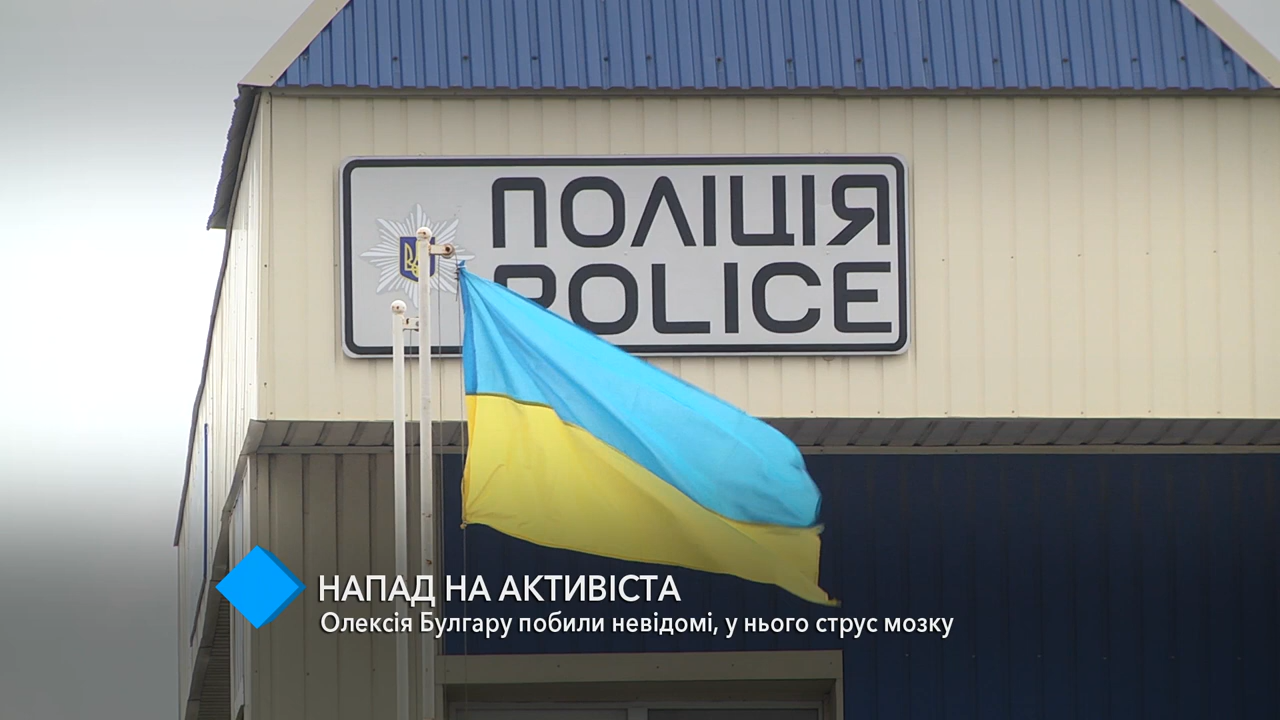 ПОЛІЦІЯ
POLICE
НАПАД НА АКТИВІСТА
Олексія Булгару побили невідомі, у нього струс мозку